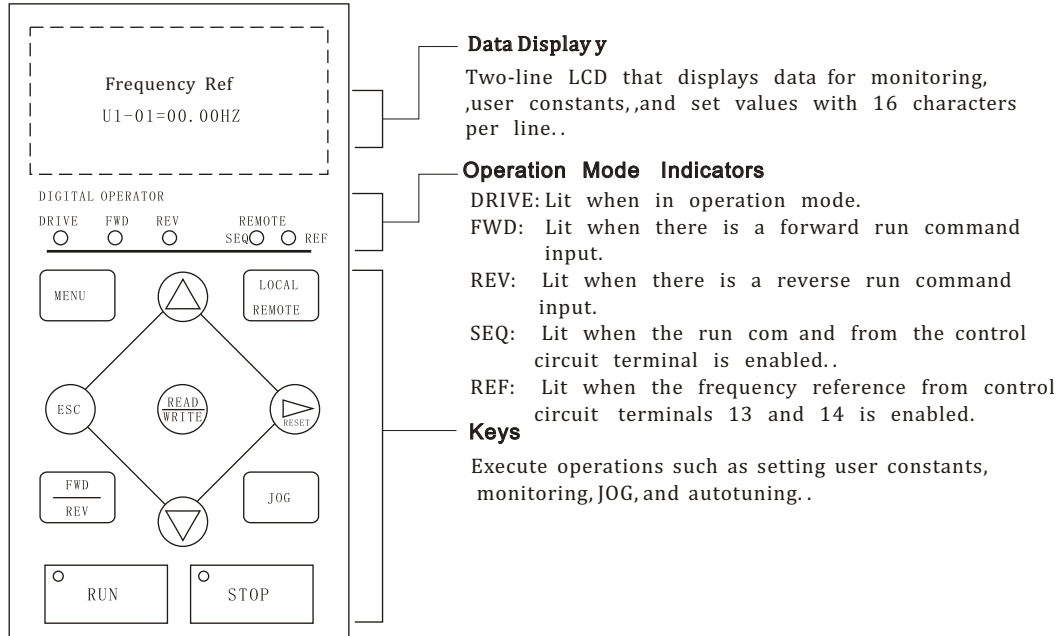 Frequency Ref
U1-01=00.00HZ
DIGITAL OPERATOR
DRIVE FWD REV REMOTE
SEQ REF
MENU
LOCAL
REMOTE
ESC
READ
WRITE
RESET
FWD
REV
JOG
RUN
STOP
Data Display y
Two-line LCD that displays data for monitoring,
,user constants,,and set values with 16 characters
per line..
Operation Mode Indicators
DRIVE: Lit when in operation mode.
FWD: Lit when there is a forward run command
input.
REV: Lit when there is a reverse run command
input.
SEQ: Lit when the run com and from the control
circuit terminal is enabled..
REF: Lit when the frequency reference from control
circuit terminals 13 and 14 is enabled.
Keys
Execute operations such as setting user constants,
monitoring,JOG,and autotuning..